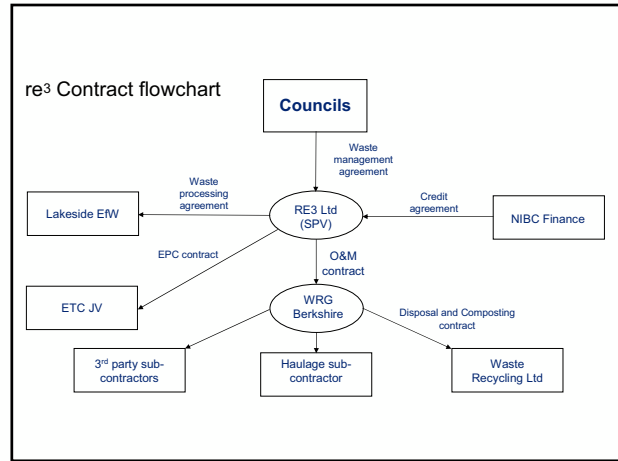 re3 Contract flowchart
Councils
Waste
management
agreement
Waste
processing
agreement
Credit
agreement
Lakeside EfW
RE3 Ltd
(SPV)
NIBC Finance
EPC contract
O&M
contract
ETC JV
WRG
Berkshire
Disposal and Composting
contract
3rd party sub-
contractors
Haulage sub-
contractor
Waste
Recycling Ltd